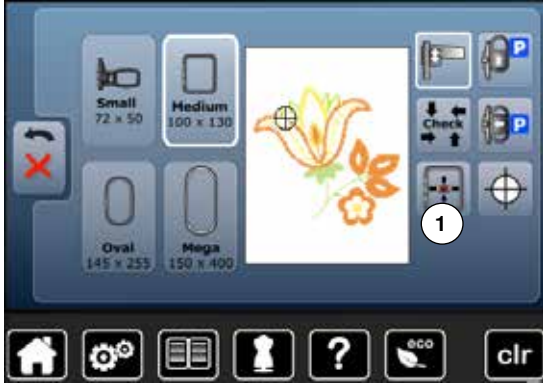 Small
72 x 50
Medium
100 x 130
Oval
145 x 255
Mega
150 x 400
P
Check
P
1
?
eco
clr